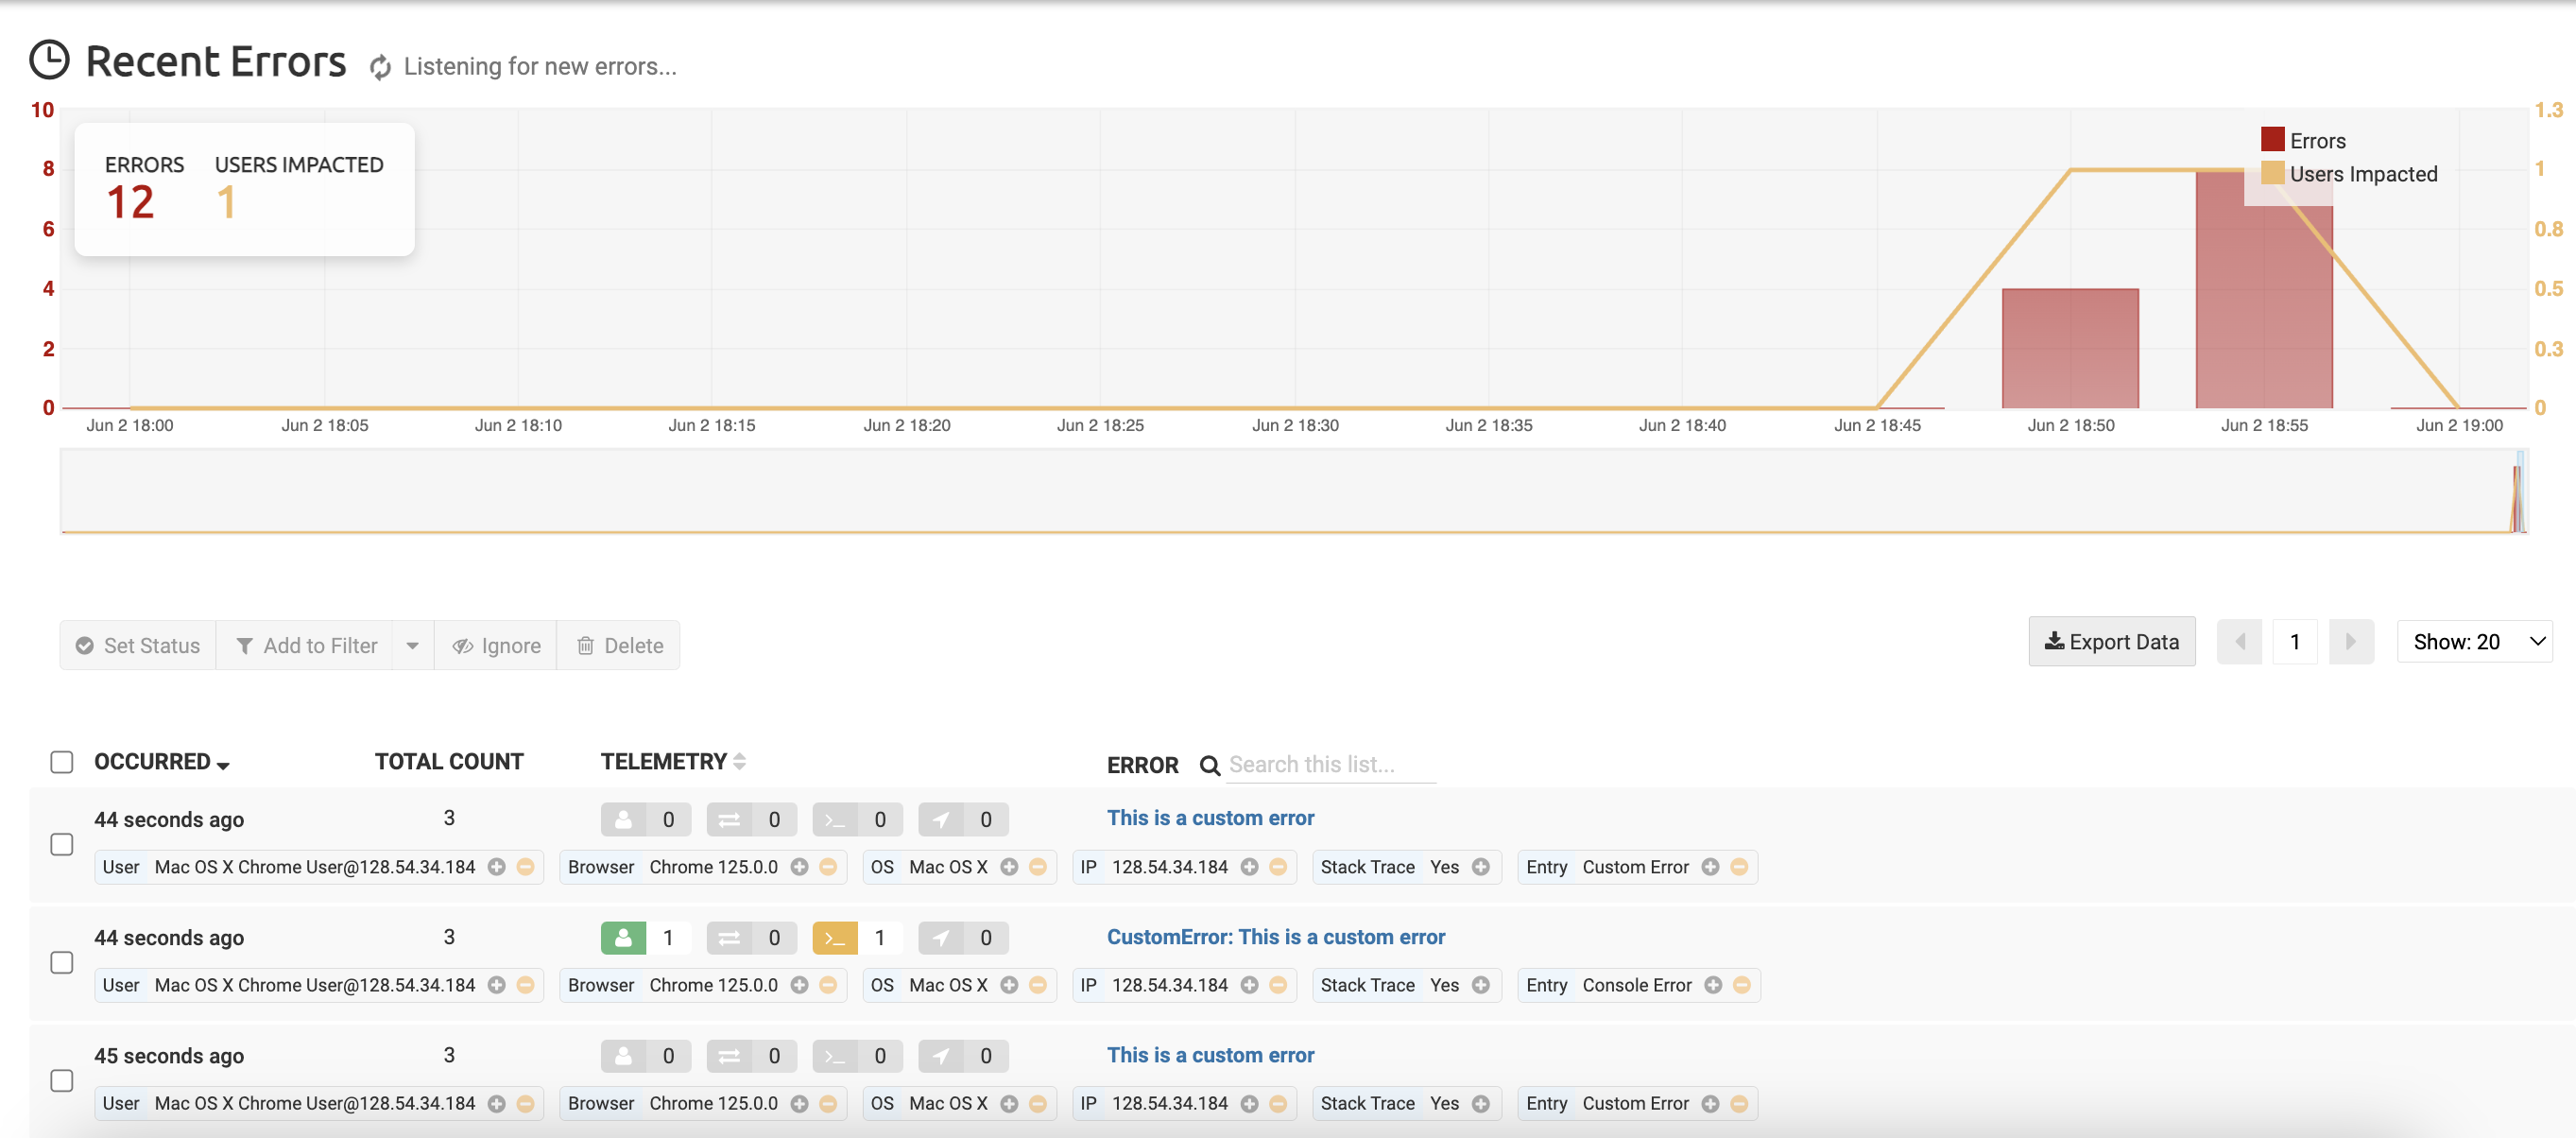 Recent Errors Listening for new errors...
10 1.3
ERRORS USERS IMPACTED
12 1
Errors
Users Impacted
8 1
6 0.8
4 0.5
2 0.3
0 0
Jun 2 18:00 Jun 2 18:05 Jun 2 18:10 Jun 2 18:15 Jun 2 18:20 Jun 2 18:25 Jun 2 18:30 Jun 2 18:35 Jun 2 18:40 Jun 2 18:45 Jun 2 18:50 Jun 2 18:55 Jun 2 19:00
Set Status Add to Filter Ignore Delete Export Data 1 Show: 20
OCCURRED TOTAL COUNT TELEMETRY ERROR Search this list...
44 seconds ago 3 0 0 0 0 This is a custom error
User Mac OS X Chrome User@128.54.34.184 Browser Chrome 125.0.0 OS Mac OS X IP 128.54.34.184 Stack Trace Yes Entry Custom Error
44 seconds ago 3 1 0 1 0 CustomError: This is a custom error
User Mac OS X Chrome User@128.54.34.184 Browser Chrome 125.0.0 OS Mac OS X IP 128.54.34.184 Stack Trace Yes Entry Console Error
45 seconds ago 3 0 0 0 0 This is a custom error
User Mac OS X Chrome User@128.54.34.184 Browser Chrome 125.0.0 OS Mac OS X IP 128.54.34.184 Stack Trace Yes Entry Custom Error